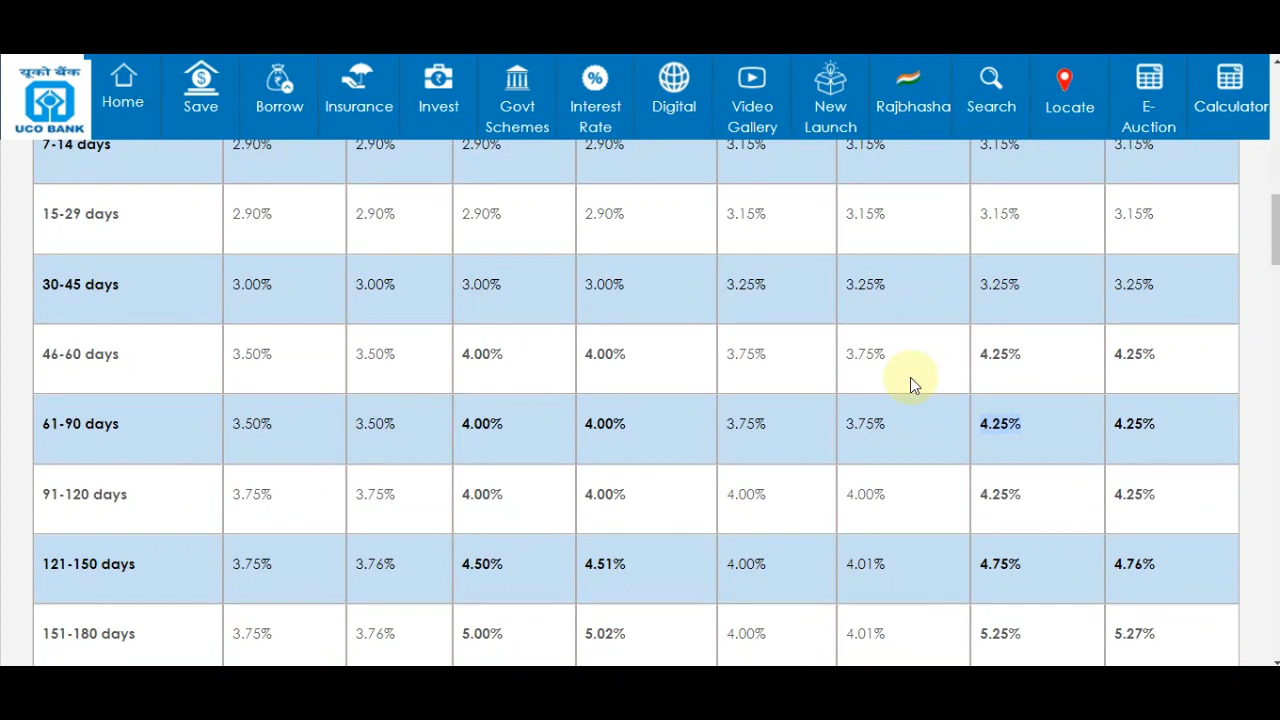 यूको बैंक
UCO BANK
Home
Save
Borrow
Insurance
Invest
Govt
Schemes
Interest
Rate
Digital
Video
Gallery
New
Launch
Rajbhasha
Search
Locate
E-
Auction
Calculator
7-14 days 2.90% 2.90% 2.90% 2.90% 3.15% 3.15% 3.15% 3.15%
15-29 days 2.90% 2.90% 2.90% 2.90% 3.15% 3.15% 3.15% 3.15%
30-45 days 3.00% 3.00% 3.00% 3.00% 3.25% 3.25% 3.25% 3.25%
46-60 days 3.50% 3.50% 4.00% 4.00% 3.75% 3.75% 4.25% 4.25%
61-90 days 3.50% 3.50% 4.00% 4.00% 3.75% 3.75% 4.25% 4.25%
91-120 days 3.75% 3.75% 4.00% 4.00% 4.00% 4.00% 4.25% 4.25%
121-150 days 3.75% 3.76% 4.50% 4.51% 4.00% 4.01% 4.75% 4.76%
151-180 days 3.75% 3.76% 5.00% 5.02% 4.00% 4.01% 5.25% 5.27%